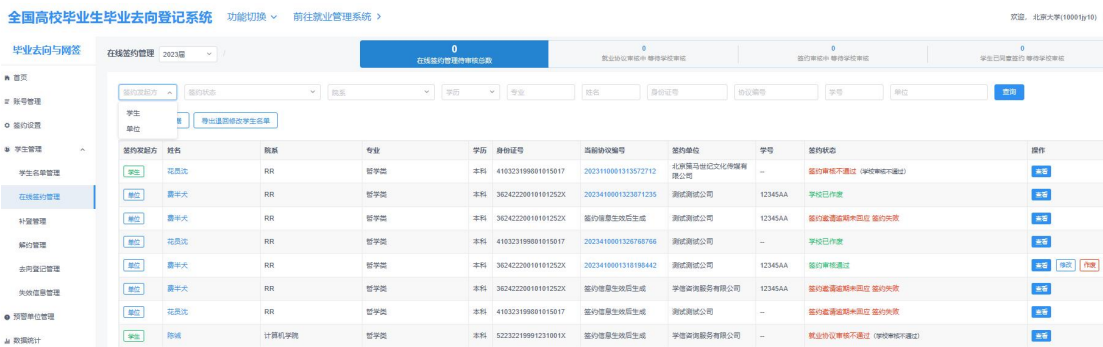 全国高校毕业生毕业去向登记系统 功能切换 前往就业管理系统 欢迎, 北京大学(10001jy10)
毕业去向与网签
首页
账号管理
签约设置
学生管理
学生名单管理
在线签约管理
补登管理
解约管理
去向登记管理
失效信息管理
预警单位管理
数据统计
在线签约管理 2023届 /
0
在线签约管理待审核总数
0
就业协议审核中 等待学校审核
0
签约审核中 等待学校审核
0
学生已同意签约 等待学校审核
签约发起方 签约状态 院系 学历 专业 姓名 身份证号 协议编号 学号 单位 查询
学生
单位
导出退回修改学生名单
签约发起方 姓名 院系 专业 学历 身份证号 当前协议编号 签约单位 学号 签约状态 操作
学生 花员沈 RR 哲学类 本科 410323199801015017 2023110001313572712 北京策马世纪文化传媒有限公司 -- 签约审核不通过 (学校审核不通过) 查看
单位 露半天 RR 哲学类 本科 36242220010101252X 2023410001323871235 测试测试公司 12345AA 学校已作废 查看
单位 露半天 RR 哲学类 本科 36242220010101252X 签约信息生效后生成 测试测试公司 12345AA 签约邀请逾期未回应 签约失败 查看
单位 花员沈 RR 哲学类 本科 410323199801015017 2023410001326768766 测试测试公司 -- 学校已作废 查看
单位 露半天 RR 哲学类 本科 36242220010101252X 2023410001318198442 测试测试公司 12345AA 签约审核通过 查看 修改 作废
单位 露半天 RR 哲学类 本科 36242220010101252X 签约信息生效后生成 学信咨询服务有限公司 12345AA 签约邀请逾期未回应 签约失败 查看
单位 花员沈 RR 哲学类 本科 410323199801015017 签约信息生效后生成 学信咨询服务有限公司 -- 签约邀请逾期未回应 签约失败 查看
学生 陈诚 计算机学院 哲学类 本科 52232219991231001X 签约信息生效后生成 学信咨询服务有限公司 -- 就业协议审核不通过 (学校审核不通过) 查看